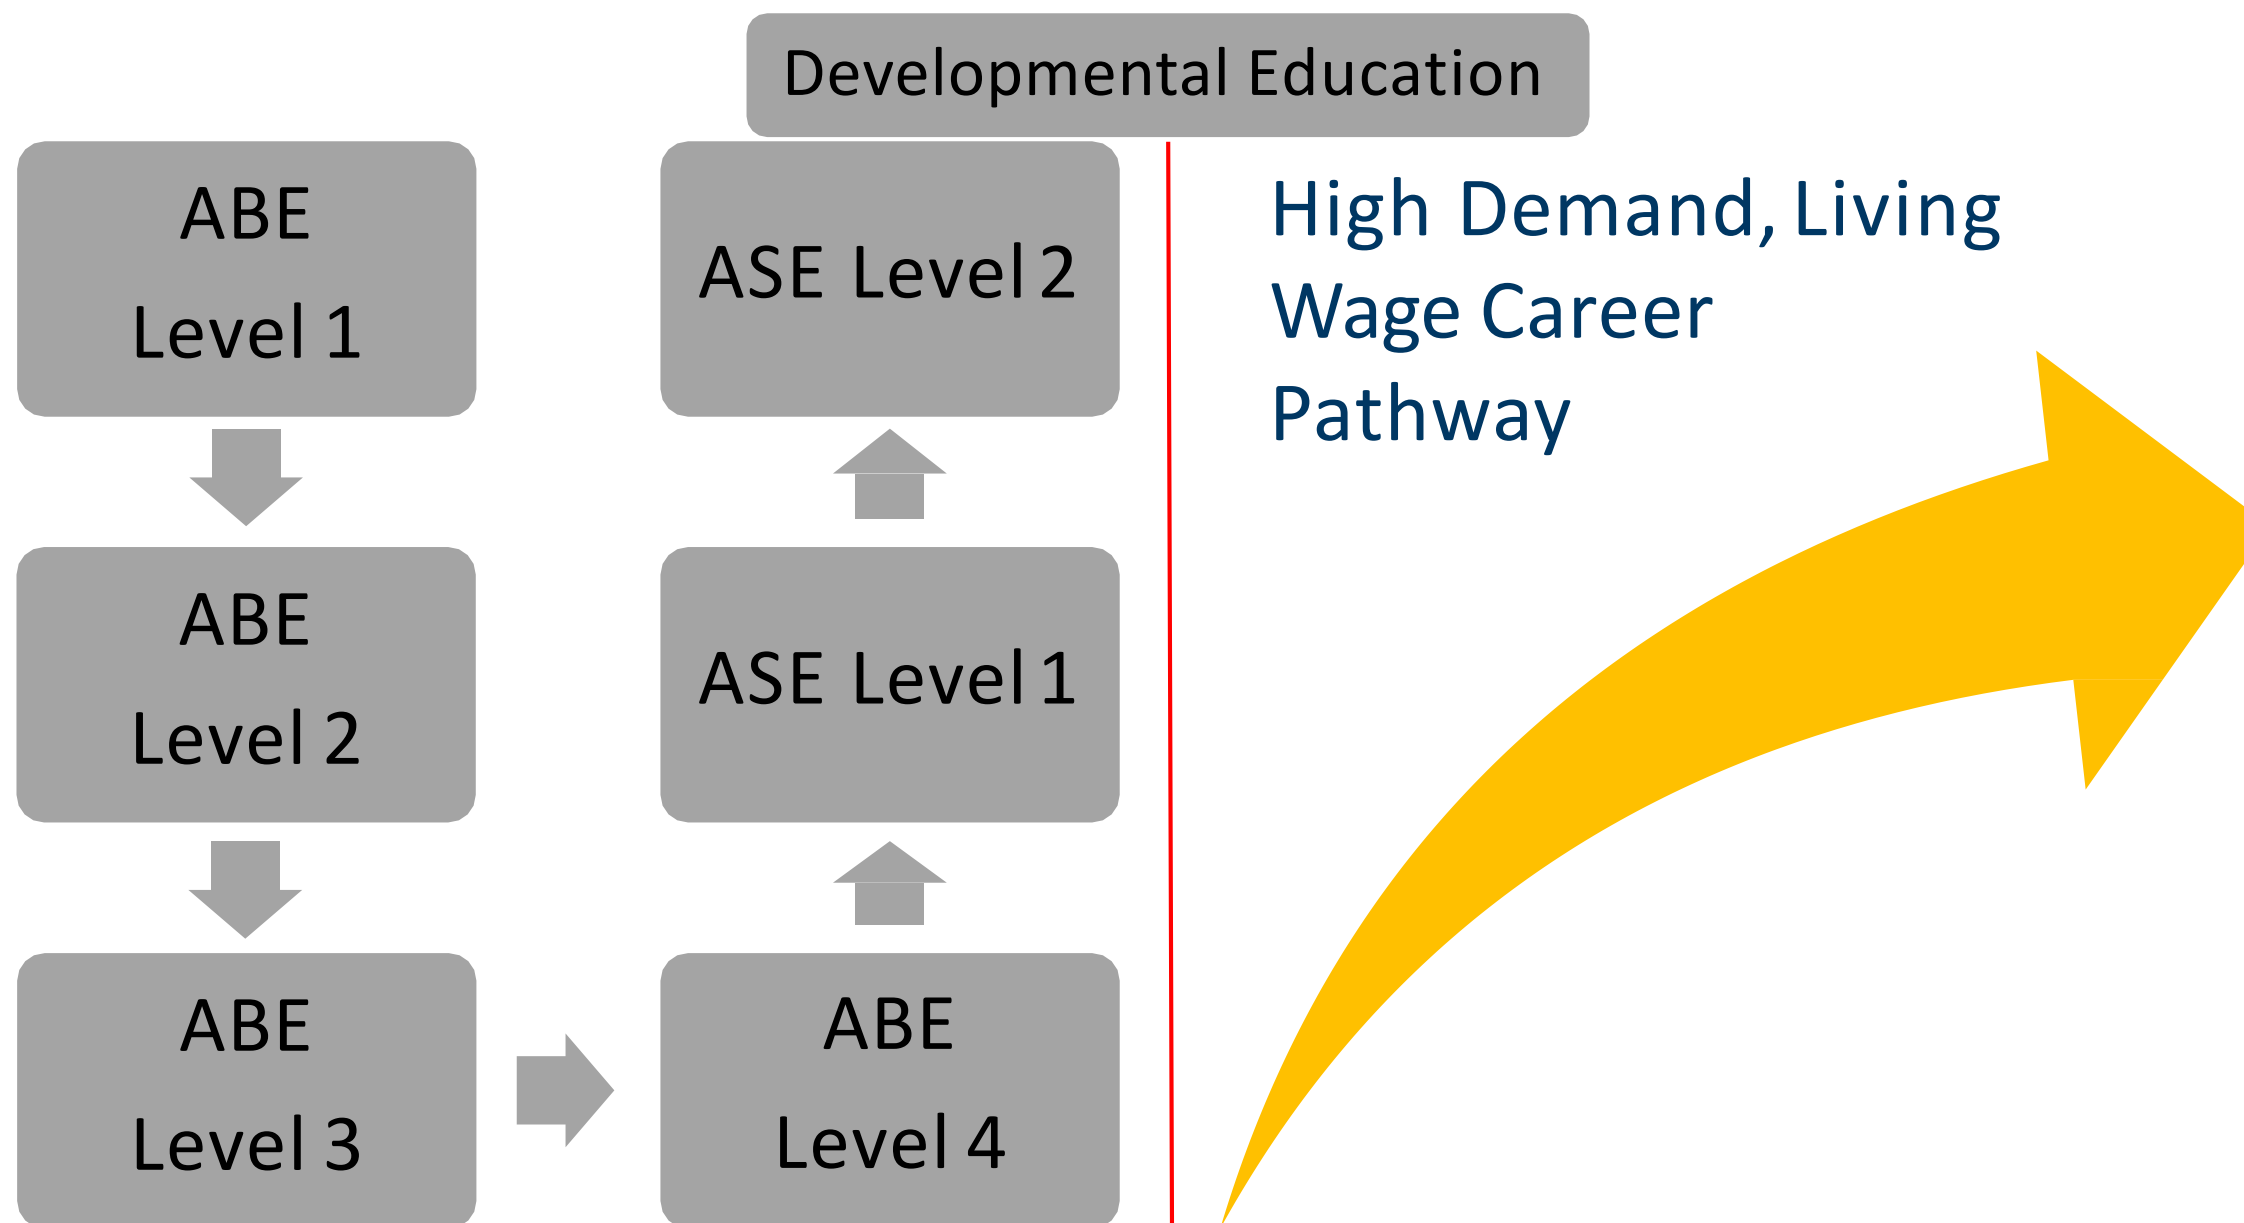 Developmental Education
ABE
Level 1
ABE
Level 2
ABE
Level 3
ABE
Level 4
ASE Level 1
ASE Level 2
High Demand, Living
Wage Career
Pathway